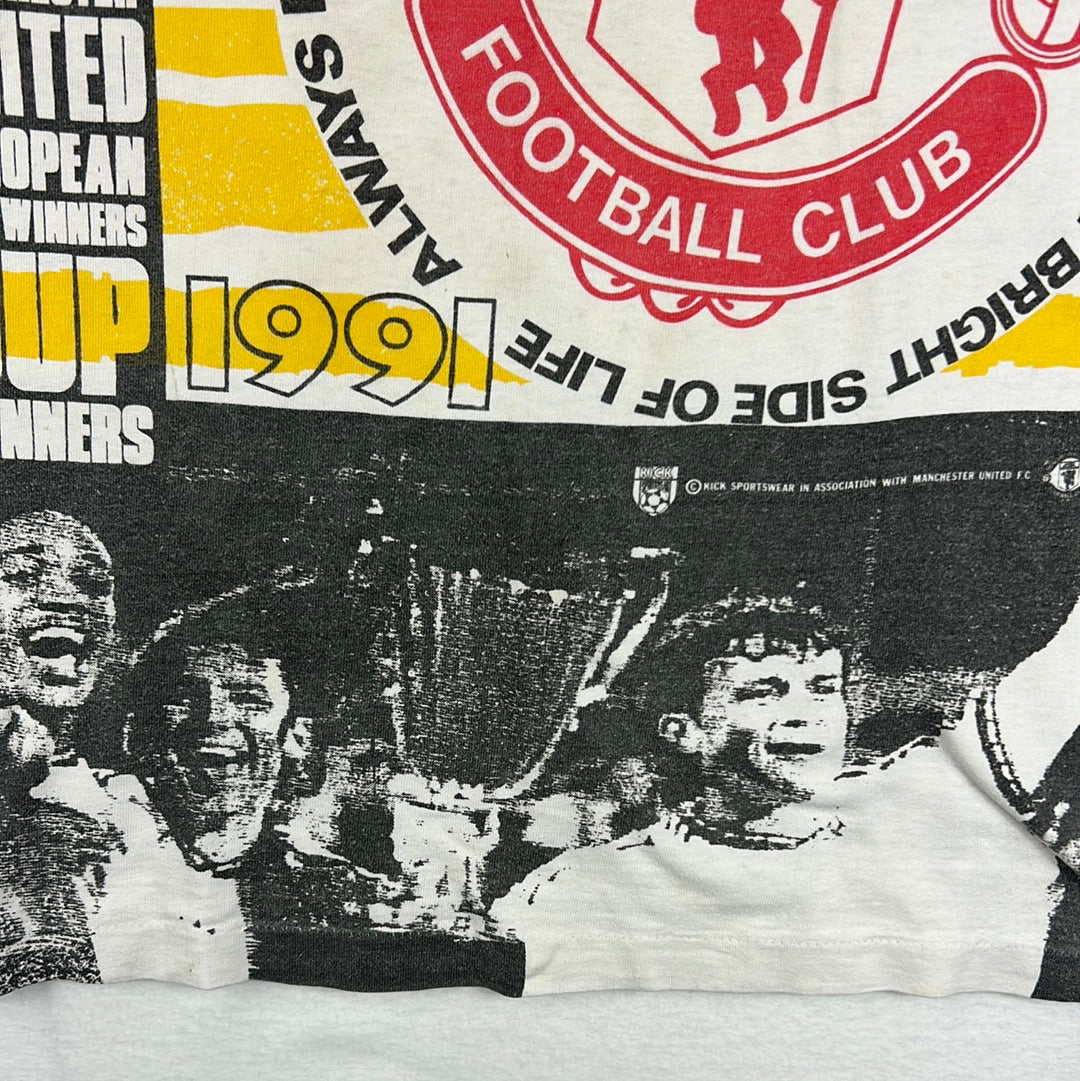 ITED
OPEAN
WINNERS
UP
NNERS
FOOTBALL CLUB
ALWAYS
BRIGHT SIDE OF LIFE
1991
KICK
© KICK SPORTSWEAR IN ASSOCIATION WITH MANCHESTER UNITED F.C